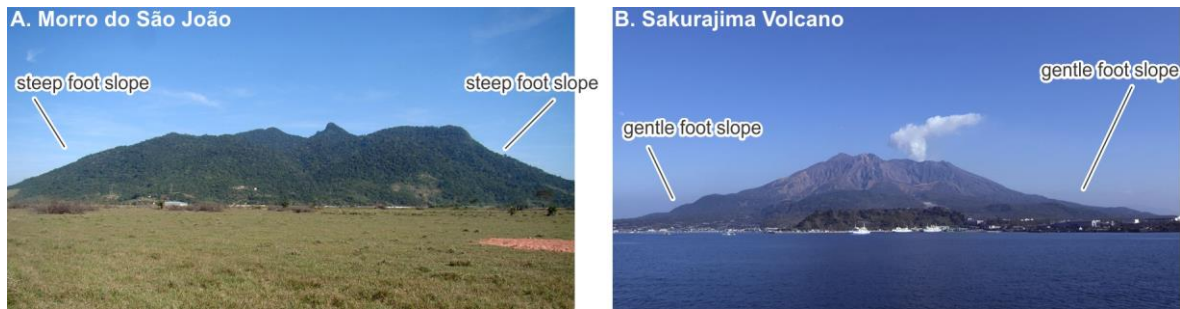 A. Morro do São João
steep foot slope
steep foot slope
B. Sakurajima Volcano
gentle foot slope
gentle foot slope